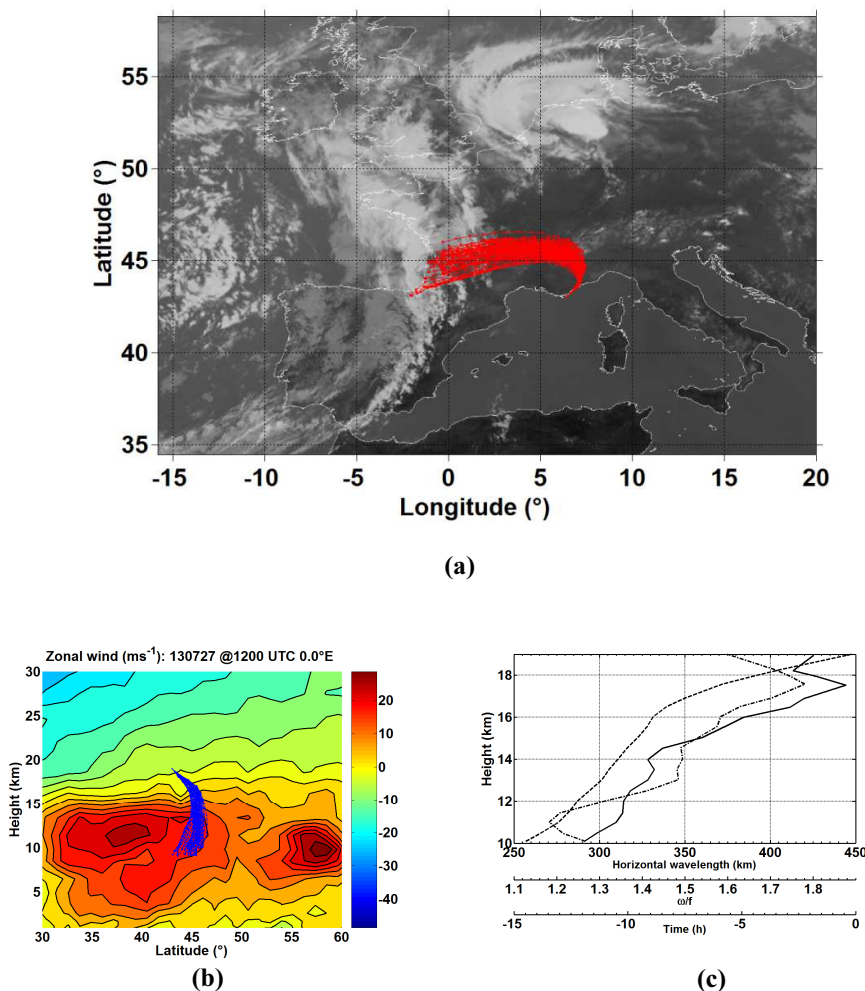 55
50
45
40
35
Latitude (°)
-15 -10 -5 0 5 10 15 20
Longitude (°)
(a)
Zonal wind (ms-1): 130727 @1200 UTC 0.0°E
30
25
20
15
10
5
Height (km)
30 35 40 45 50 55 60
Latitude (°)
20
10
0
-10
-20
-30
-40
(b)
18
16
14
12
10
Height (km)
250 300 350 400 450
Horizontal wavelength (km)
1.1 1.2 1.3 1.4 1.5 1.6 1.7 1.8
ω/f
-15 -10 -5 0
Time (h)
(c)